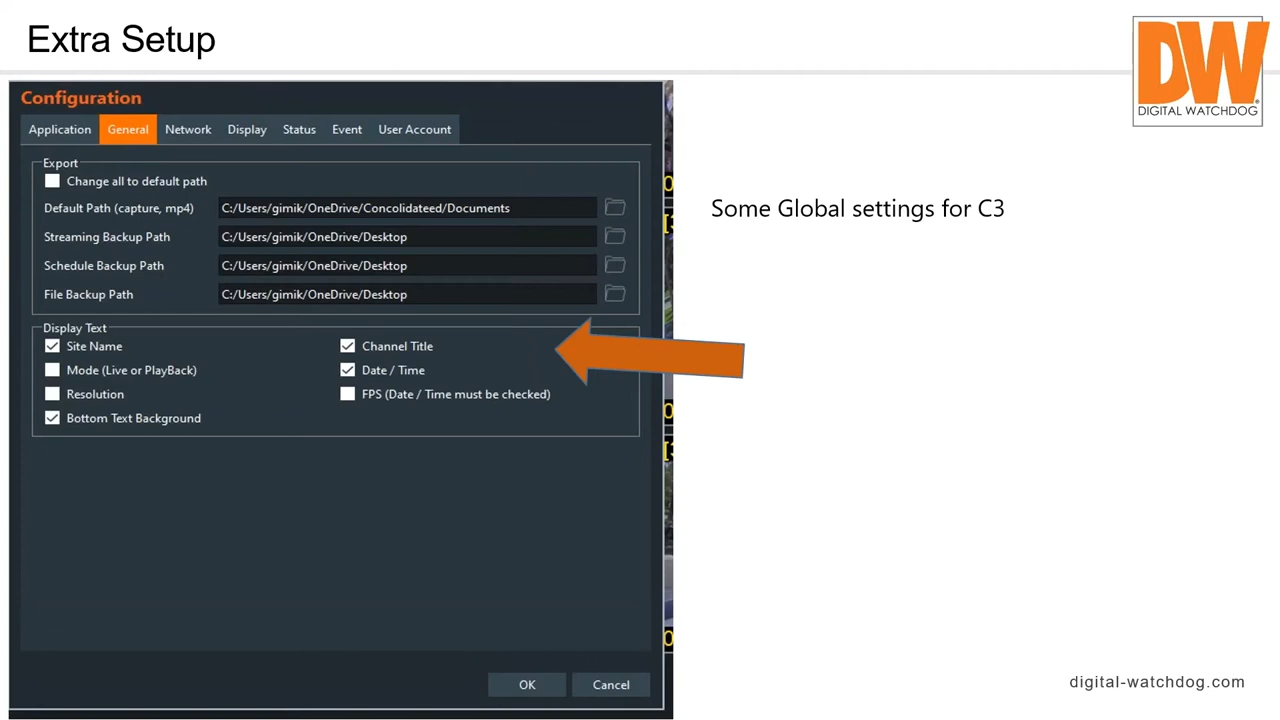 Extra Setup
DW
DIGITAL WATCHDOG
Configuration
Application General Network Display Status Event User Account
Export
Change all to default path
Default Path (capture, mp4) C:/Users/gimik/OneDrive/Concolidateed/Documents
Streaming Backup Path C:/Users/gimik/OneDrive/Desktop
Schedule Backup Path C:/Users/gimik/OneDrive/Desktop
File Backup Path C:/Users/gimik/OneDrive/Desktop
Display Text
Site Name Channel Title
Mode (Live or PlayBack) Date / Time
Resolution FPS (Date / Time must be checked)
Bottom Text Background
OK Cancel
Some Global settings for C3
digital-watchdog.com